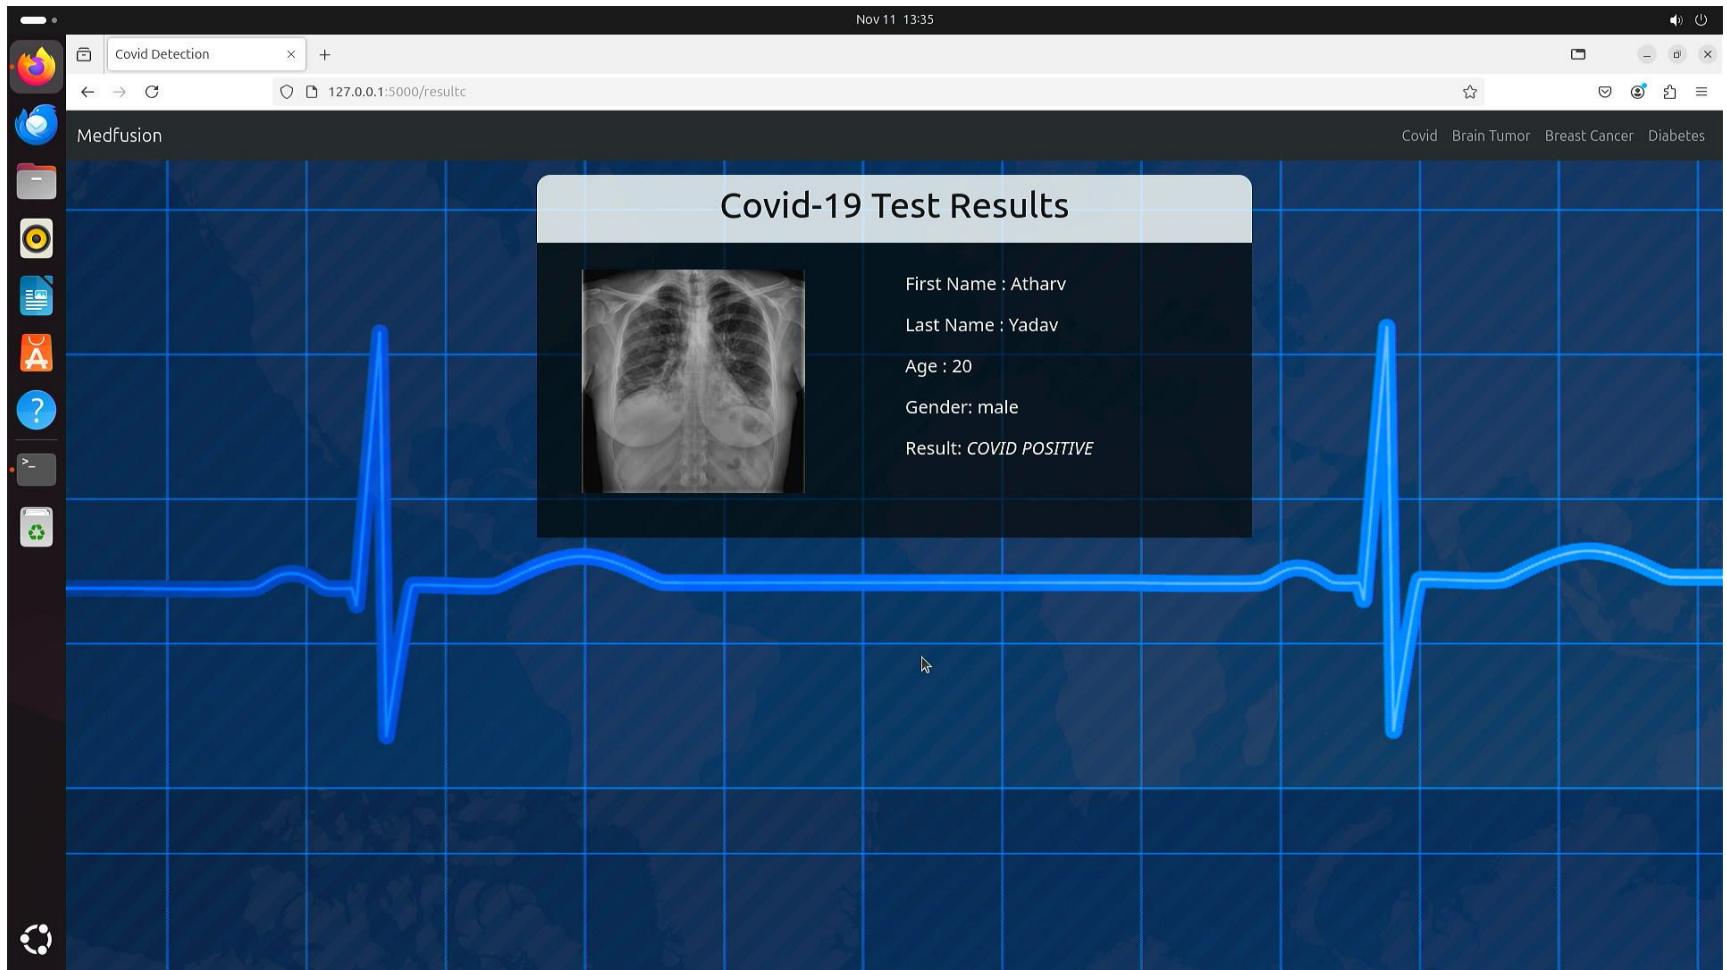 Nov 11 13:35
Covid Detection
127.0.0.1:5000/resultc
Medfusion
Covid Brain Tumor Breast Cancer Diabetes
Covid-19 Test Results
First Name : Atharv
Last Name : Yadav
Age : 20
Gender: male
Result: COVID POSITIVE